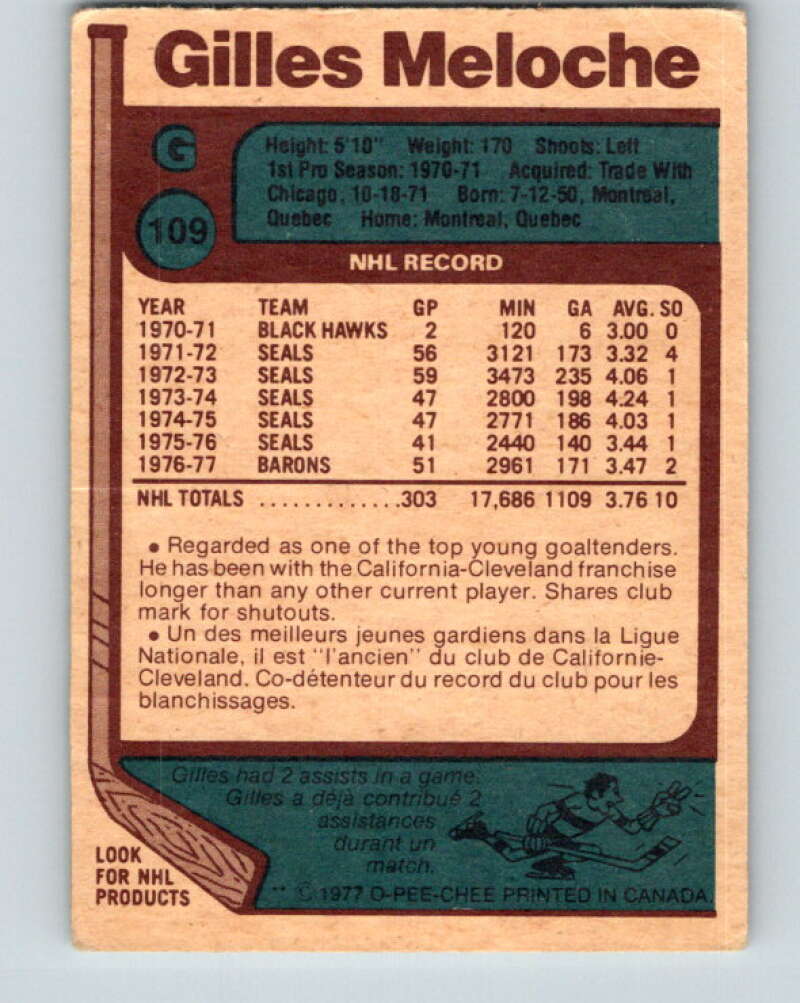 Gilles Meloche
G
109
Height: 5'10" Weight: 170 Shoots: Left
1st Pro Season: 1970-71 Acquired: Trade With
Chicago, 10-18-71 Born: 7-12-50, Montreal,
Quebec Home: Montreal, Quebec
NHL RECORD
YEAR TEAM GP MIN GA AVG. SO
1970-71 BLACK HAWKS 2 120 6 3.00 0
1971-72 SEALS 56 3121 173 3.32 4
1972-73 SEALS 59 3473 235 4.06 1
1973-74 SEALS 47 2800 198 4.24 1
1974-75 SEALS 47 2771 186 4.03 1
1975-76 SEALS 41 2440 140 3.44 1
1976-77 BARONS 51 2961 171 3.47 2
NHL TOTALS .............303 17,686 1109 3.76 10
• Regarded as one of the top young goaltenders.
He has been with the California-Cleveland franchise
longer than any other current player. Shares club
mark for shutouts.
• Un des meilleurs jeunes gardiens dans la Ligue
Nationale, il est "l'ancien" du club de Californie-
Cleveland. Co-détenteur du record du club pour les
blanchissages.
Gilles had 2 assists in a game.
Gilles a déjà contribué 2
assistances
durant un
match.
LOOK
FOR NHL
PRODUCTS
** © 1977 O-PEE-CHEE PRINTED IN CANADA.